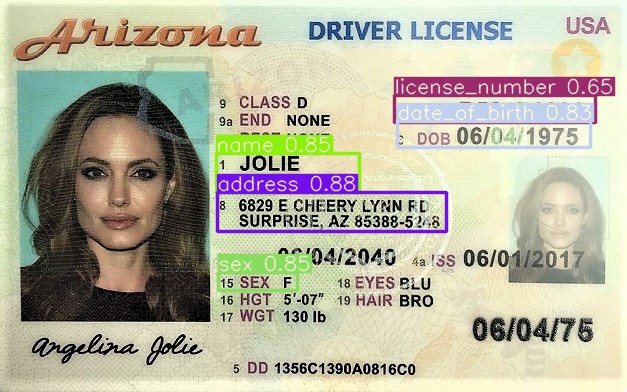 Arizona DRIVER LICENSE USA
license_number 0.65
9 CLASS D
date_of_birth 0.83
9a END NONE
DOB 06/04/1975
name 0.85
1 JOLIE
address 0.88
8 6829 E CHEERY LYNN RD
SURPRISE, AZ 85388-5248
06/04/2040 4a ISS 06/01/2017
sex 0.85
15 SEX F 18 EYES BLU
16 HGT 5'-07" 19 HAIR BRO
17 WGT 130 lb
06/04/75
Angelina Jolie
5 DD 1356C1390A0816C0